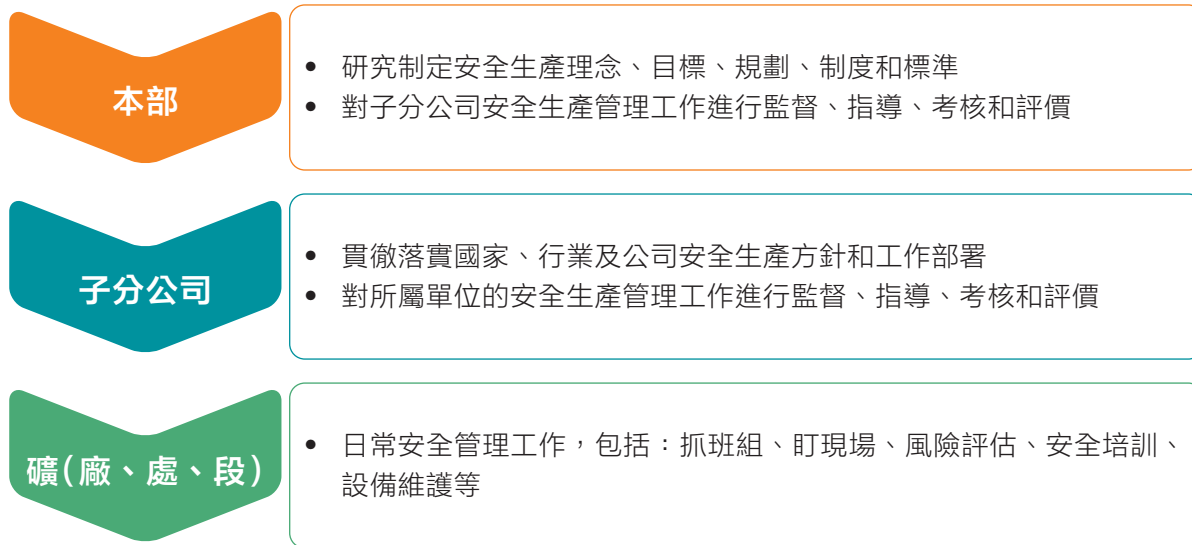 本部
• 研究制定安全生產理念、目標、規劃、制度和標準
• 對子分公司安全生產管理工作進行監督、指導、考核和評價
子分公司
• 貫徹落實國家、行業及公司安全生產方針和工作部署
• 對所屬單位的安全生產管理工作進行監督、指導、考核和評價
礦(廠、處、段)
• 日常安全管理工作，包括：抓班組、盯現場、風險評估、安全培訓、
設備維護等